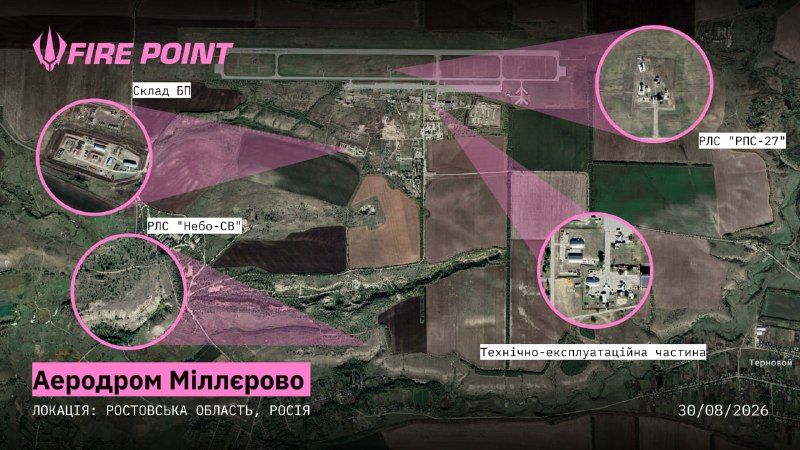 FIRE POINT
Склад БП
РЛС "РПС-27"
РЛС "Небо-СВ"
Технічно-експлуатаційна частина
Терновой
Аеродром Міллєрово
ЛОКАЦІЯ: РОСТОВСЬКА ОБЛАСТЬ, РОСІЯ
30/08/2026